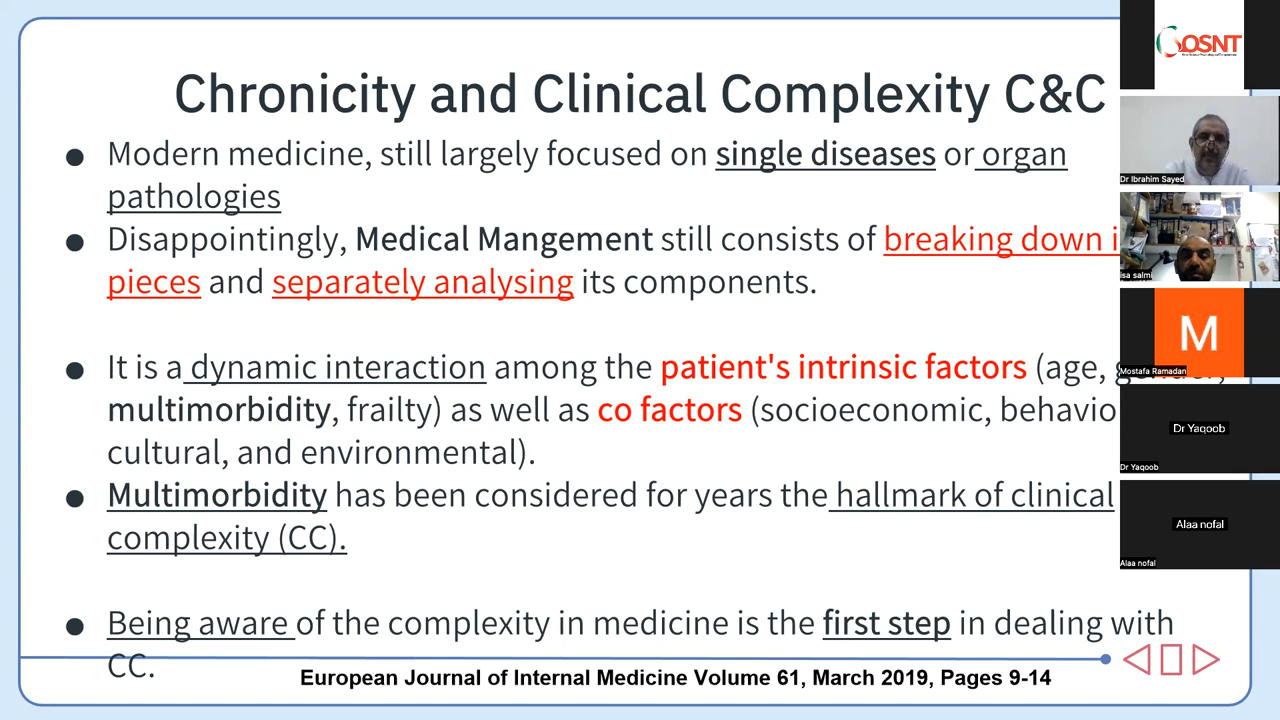 Chronicity and Clinical Complexity C&C
● Modern medicine, still largely focused on single diseases or organ
pathologies
● Disappointingly, Medical Mangement still consists of breaking down i
pieces and separately analysing its components.
● It is a dynamic interaction among the patient's intrinsic factors (age, gender,
multimorbidity, frailty) as well as co factors (socioeconomic, behavio
cultural, and environmental).
● Multimorbidity has been considered for years the hallmark of clinical
complexity (CC).
● Being aware of the complexity in medicine is the first step in dealing with
CC.
European Journal of Internal Medicine Volume 61, March 2019, Pages 9-14
OSNT
Dr Ibrahim Sayed
isa salmi
M
Mostafa Ramadan
Dr Yaqoob
Dr Yaqoob
Alaa nofal
Alaa nofal